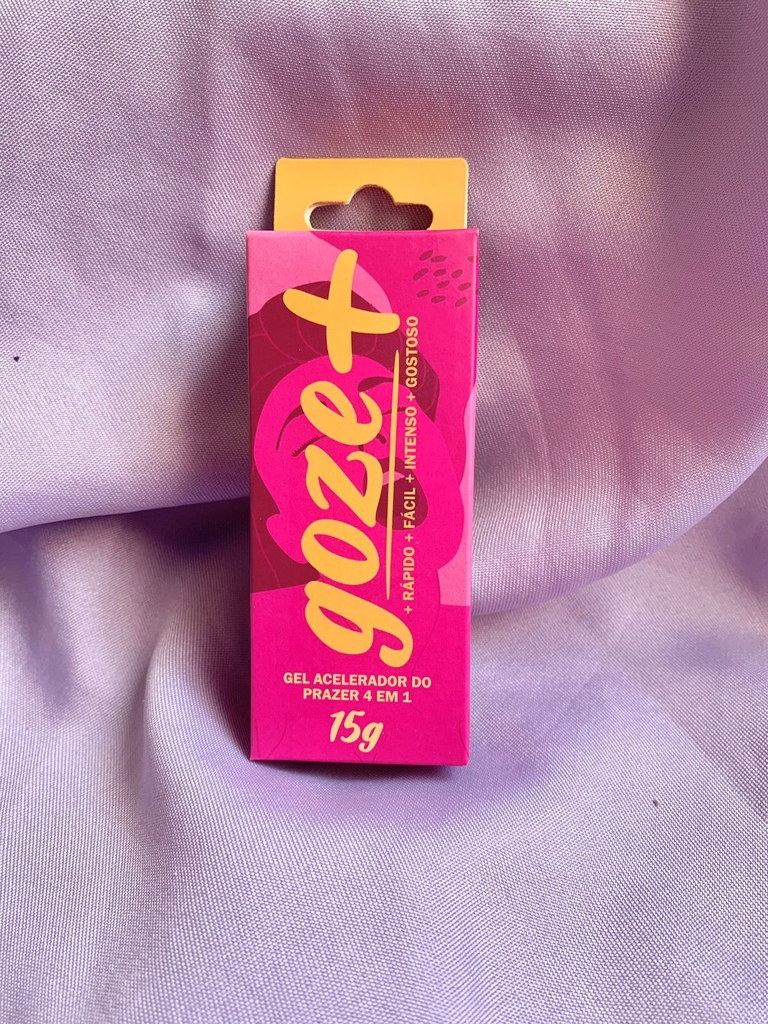 goze+
+ RÁPIDO + FÁCIL + INTENSO + GOSTOSO
GEL ACELERADOR DO
PRAZER 4 EM 1
15g